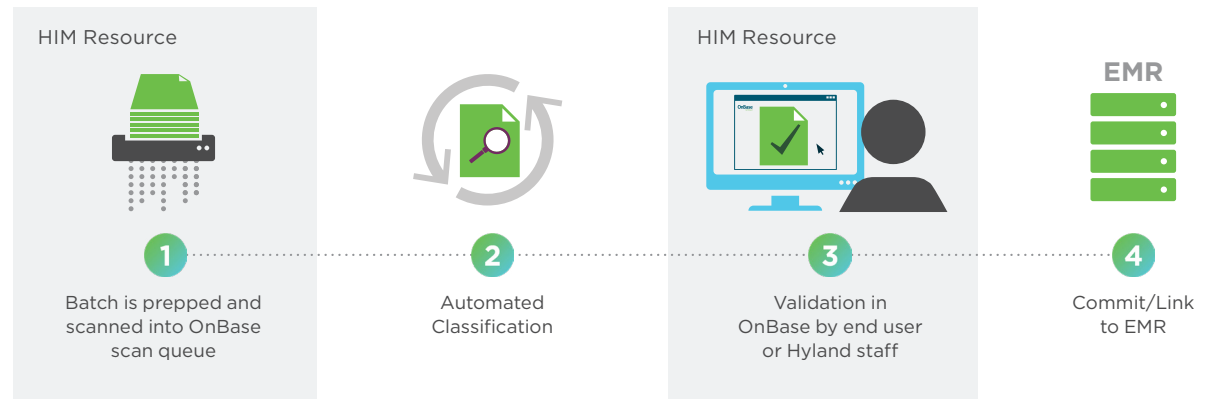 HIM Resource
1
Batch is prepped and
scanned into OnBase
scan queue
2
Automated
Classification
HIM Resource
OnBase
3
Validation in
OnBase by end user
or Hyland staff
EMR
4
Commit/Link
to EMR